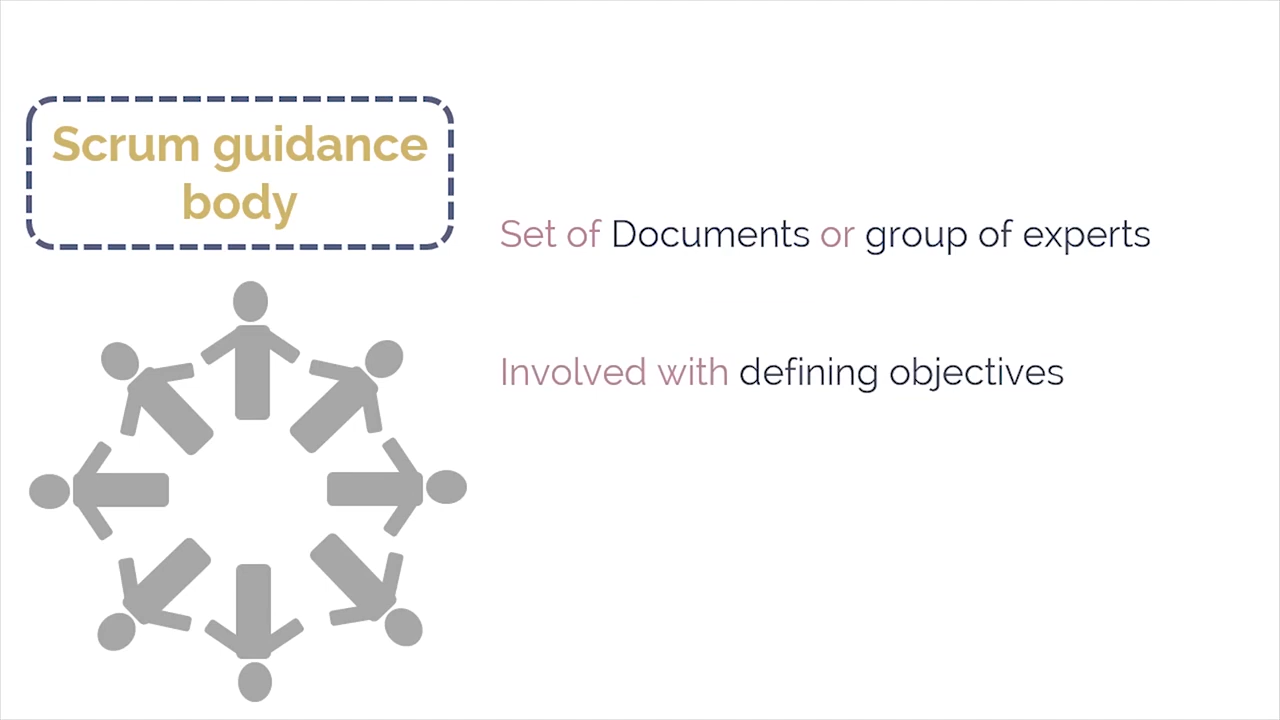 Scrum guidance
body
Set of Documents or group of experts
Involved with defining objectives